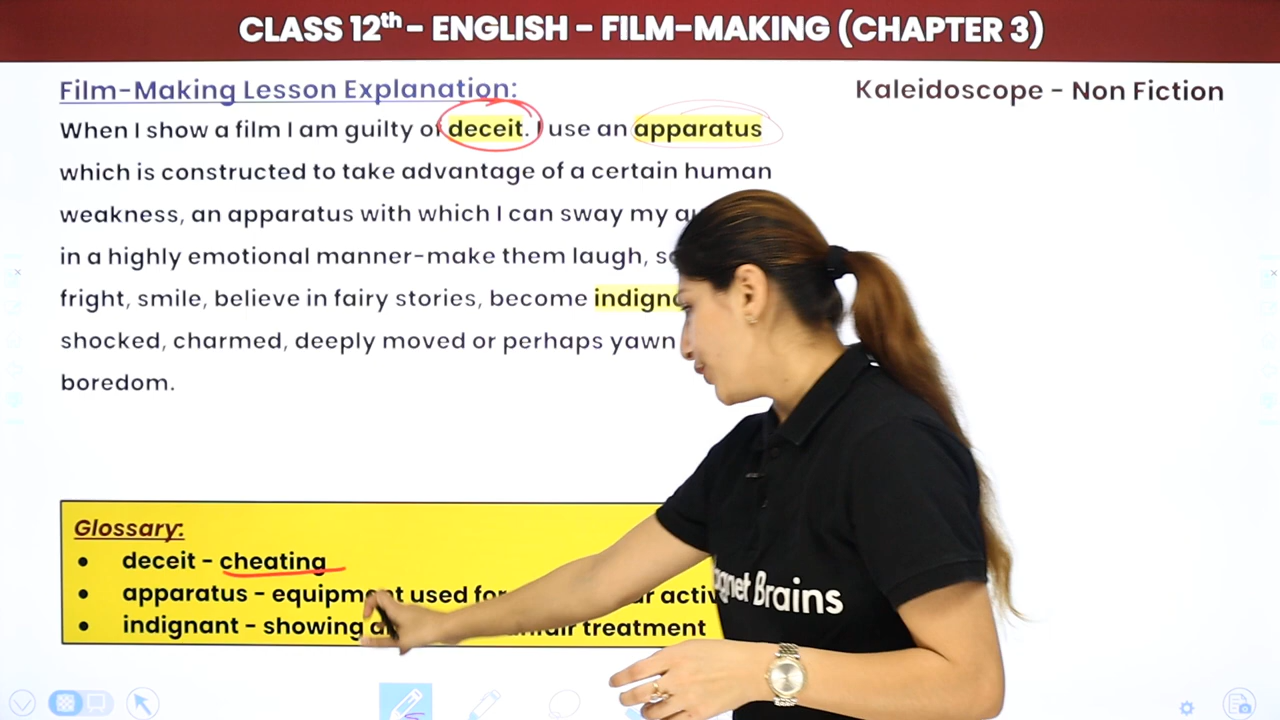 CLASS 12th - ENGLISH - FILM-MAKING (CHAPTER 3)
Film-Making Lesson Explanation:
Kaleidoscope - Non Fiction
When I show a film I am guilty of deceit. I use an apparatus
which is constructed to take advantage of a certain human
weakness, an apparatus with which I can sway my
in a highly emotional manner-make them laugh,
fright, smile, believe in fairy stories, become
shocked, charmed, deeply moved or perhaps yawn
boredom.
Glossary:
• deceit - cheating
• apparatus - equipment used for
• indignant - showing treatment
Brains